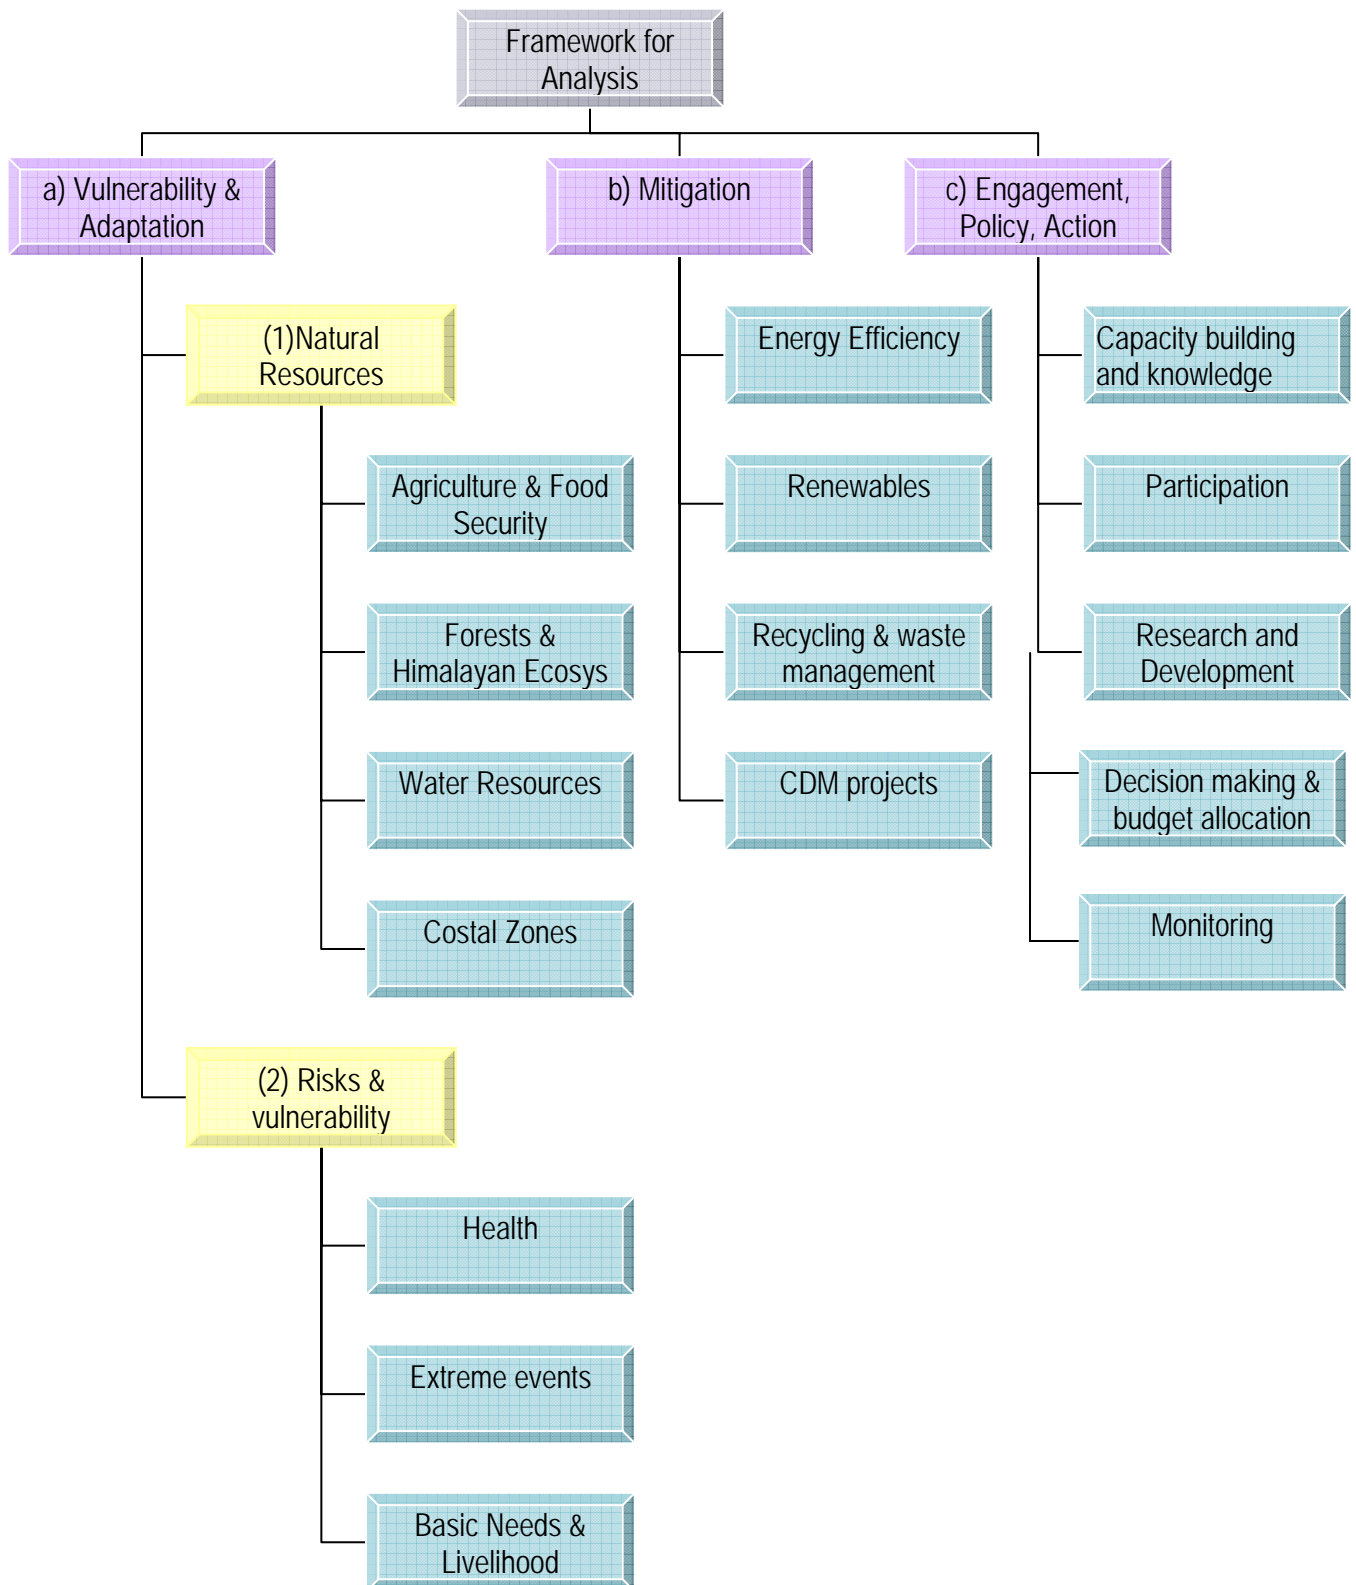 Framework for
Analysis
a) Vulnerability &
Adaptation
(1)Natural
Resources
Agriculture & Food
Security
Forests &
Himalayan Ecosys
Water Resources
Costal Zones
(2) Risks &
vulnerability
Health
Extreme events
Basic Needs &
Livelihood
b) Mitigation
Energy Efficiency
Renewables
Recycling & waste
management
CDM projects
c) Engagement,
Policy, Action
Capacity building
and knowledge
Participation
Research and
Development
Decision making &
budget allocation
Monitoring